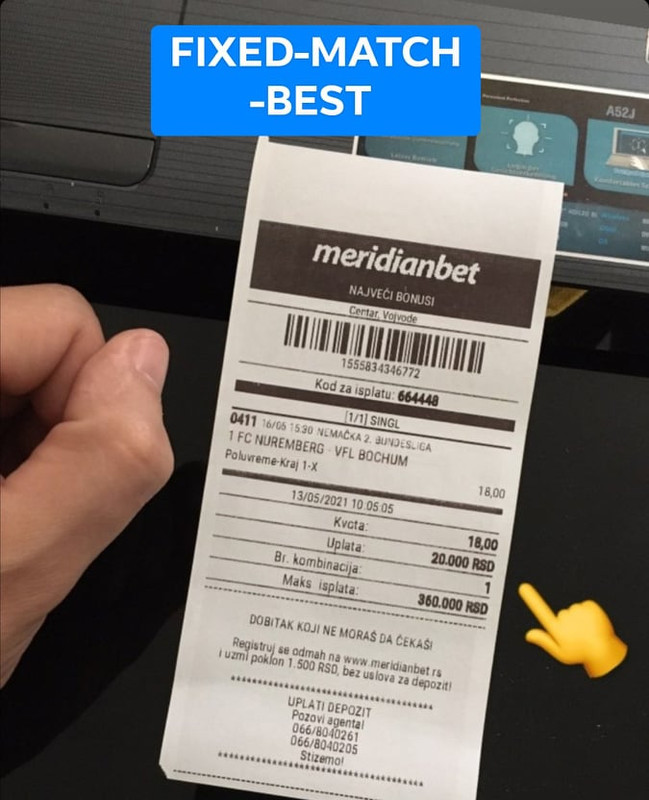 FIXED-MATCH
-BEST
A52J
meridianbet
NAJVEĆI BONUSI
Centar, Vojvode
1555834346772
Kod za isplatu: 664448
[1/1] SINGL
0411 16/05 15:30 NEMAČKA 2. BUNDESLIGA
1 FC NUREMBERG - VFL BOCHUM
Poluvreme-Kraj 1-X
18,00
13/05/2021 10:05:05
Kvota: 18,00
Uplata: 20.000 RSD
Br. kombinacija: 1
Maks isplata: 360.000 RSD
DOBITAK KOJI NE MORAŠ DA ČEKAŠ!
Registruj se odmah na www.meridianbet.rs
i uzmi poklon 1.500 RSD, bez uslova za depozit!
****************************************
UPLATI DEPOZIT
Pozovi agenta!
066/8040261
066/8040205
Stižemo!
****************************************